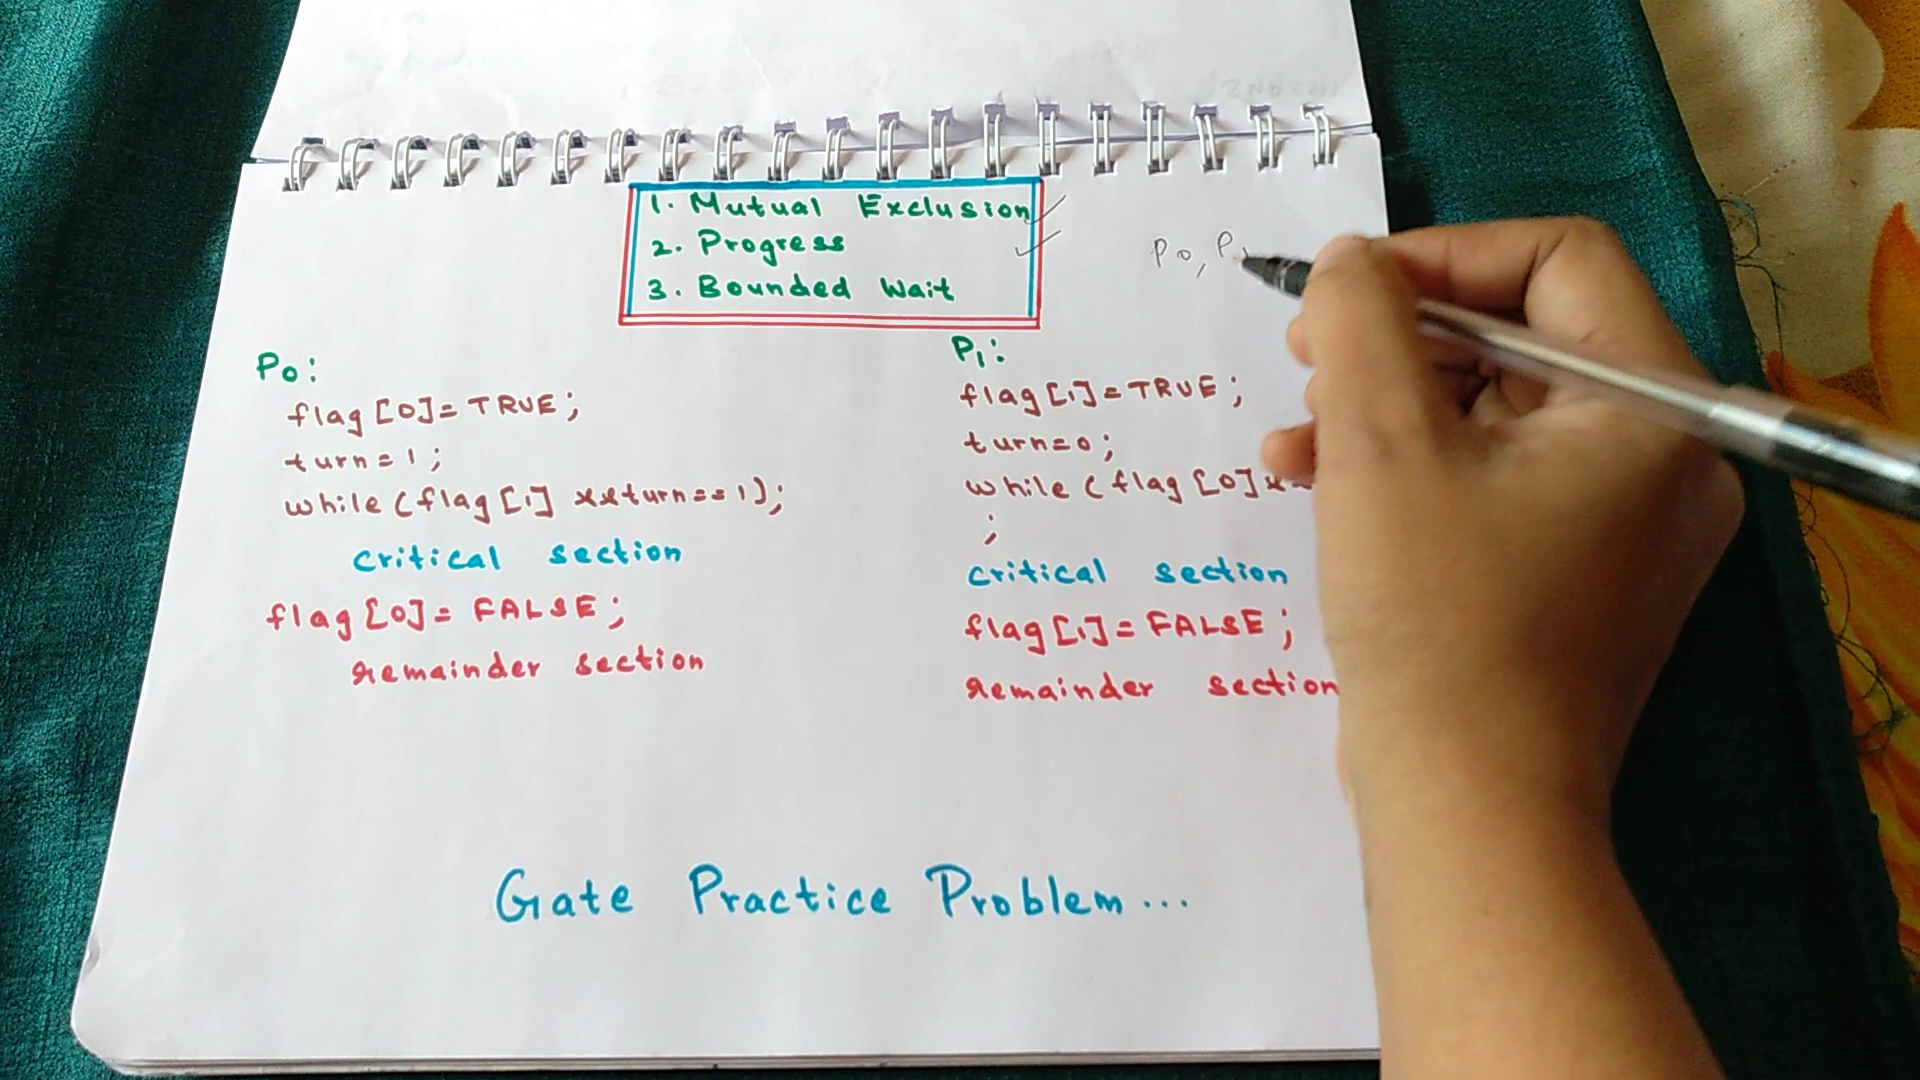 1. Mutual Exclusion
2. Progress
3. Bounded Wait
P0, P1
P0:
flag[0]=TRUE;
turn=1;
while(flag[1] &&turn==1);
critical section
flag[0]=FALSE;
remainder section
P1:
flag[1]=TRUE;
turn=0;
while(flag[0]
;
critical section
flag[1]=FALSE;
remainder section
Gate Practice Problem...